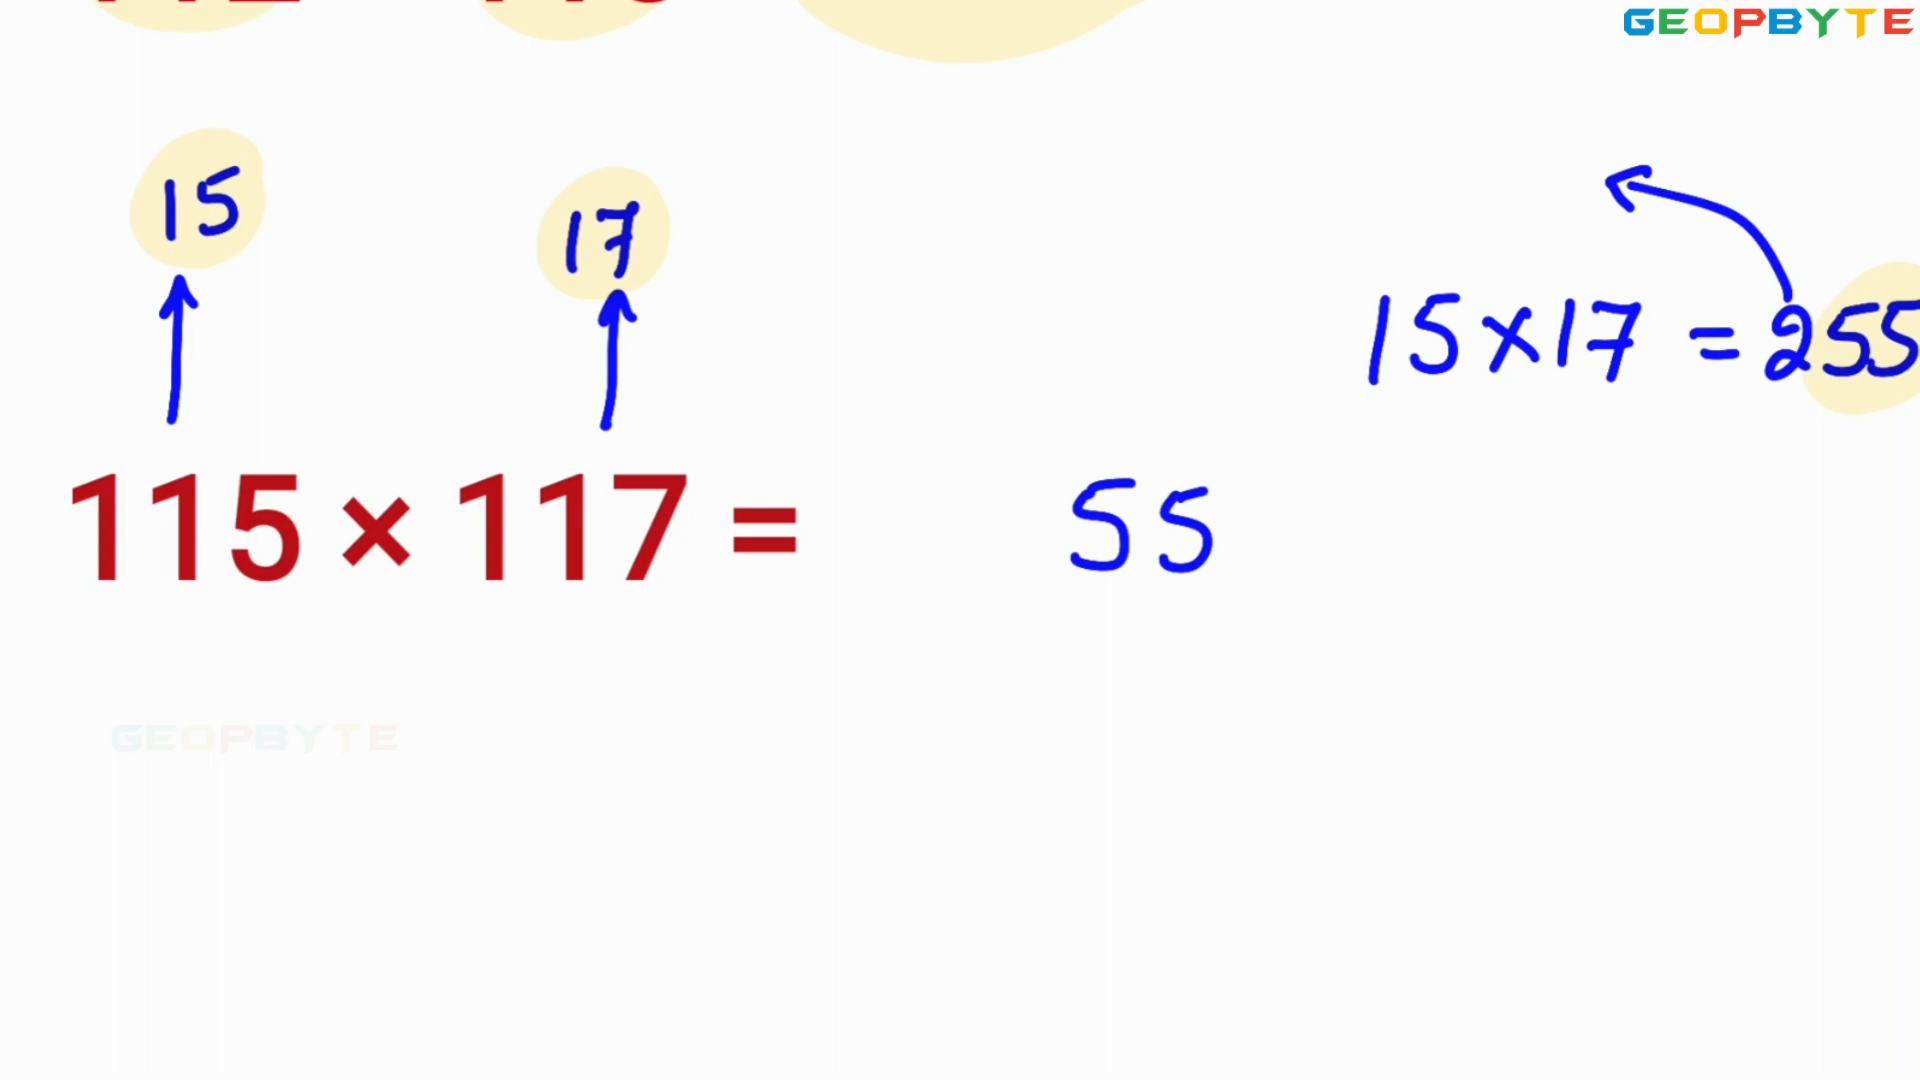 GEOPBYTE
15
17
15×17 = 255
115 × 117 = 55
GEOPBYTE